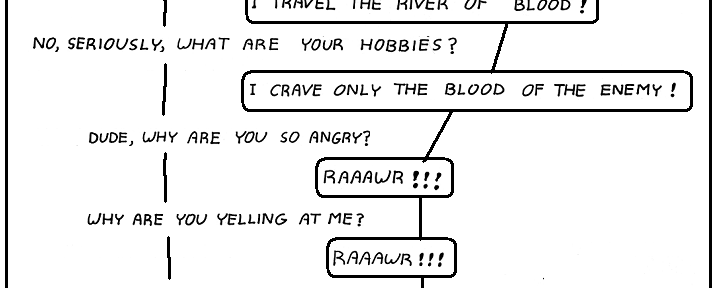 I TRAVEL THE RIVER OF BLOOD!
NO, SERIOUSLY, WHAT ARE YOUR HOBBIES?
I CRAVE ONLY THE BLOOD OF THE ENEMY!
DUDE, WHY ARE YOU SO ANGRY?
RAAAWR!!!
WHY ARE YOU YELLING AT ME?
RAAAWR!!!